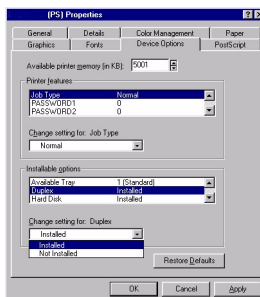 (PS) Properties
General Details Color Management Paper
Graphics Fonts Device Options PostScript
Available printer memory (in KB): 5001
Printer features
Job Type Normal
PASSWORD1 0
PASSWORD2 0
Change setting for: Job Type
Normal
Installable options
Available Tray 1 (Standard)
Duplex Installed
Hard Disk Installed
Change setting for: Duplex
Installed
Installed
Not Installed
Restore Defaults
OK Cancel Apply